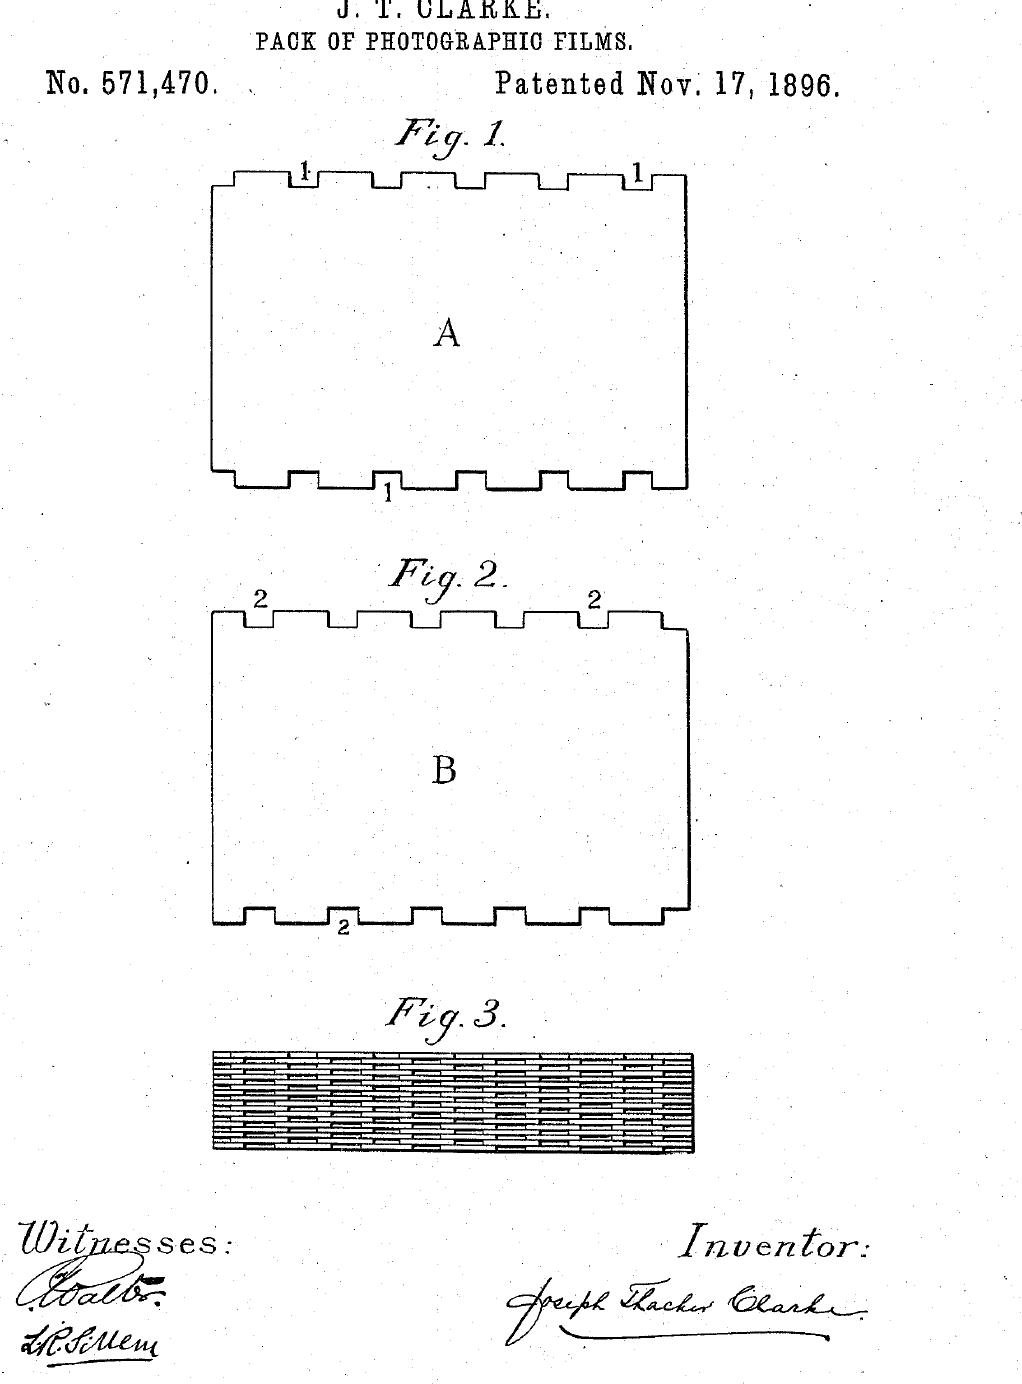 J. T. CLARKE.
PACK OF PHOTOGRAPHIC FILMS.
No. 571,470. Patented Nov. 17, 1896.
Fig. 1.
1 1
A
1
Fig. 2.
2 2
B
2
Fig. 3.
Witnesses: Inventor:
Joseph Thacher Clarke.